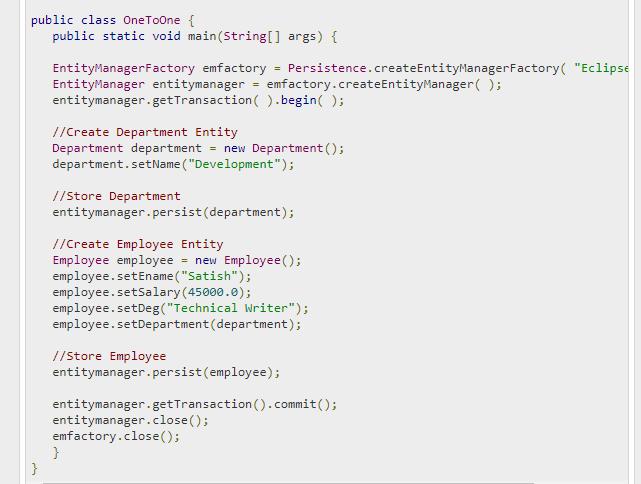 public class OneToOne {
public static void main(String[] args) {
EntityManagerFactory emfactory = Persistence.createEntityManagerFactory( "Eclipse
EntityManager entitymanager = emfactory.createEntityManager( );
entitymanager.getTransaction( ).begin( );
//Create Department Entity
Department department = new Department();
department.setName("Development");
//Store Department
entitymanager.persist(department);
//Create Employee Entity
Employee employee = new Employee();
employee.setEname("Satish");
employee.setSalary(45000.0);
employee.setDeg("Technical Writer");
employee.setDepartment(department);
//Store Employee
entitymanager.persist(employee);
entitymanager.getTransaction().commit();
entitymanager.close();
emfactory.close();
}
}